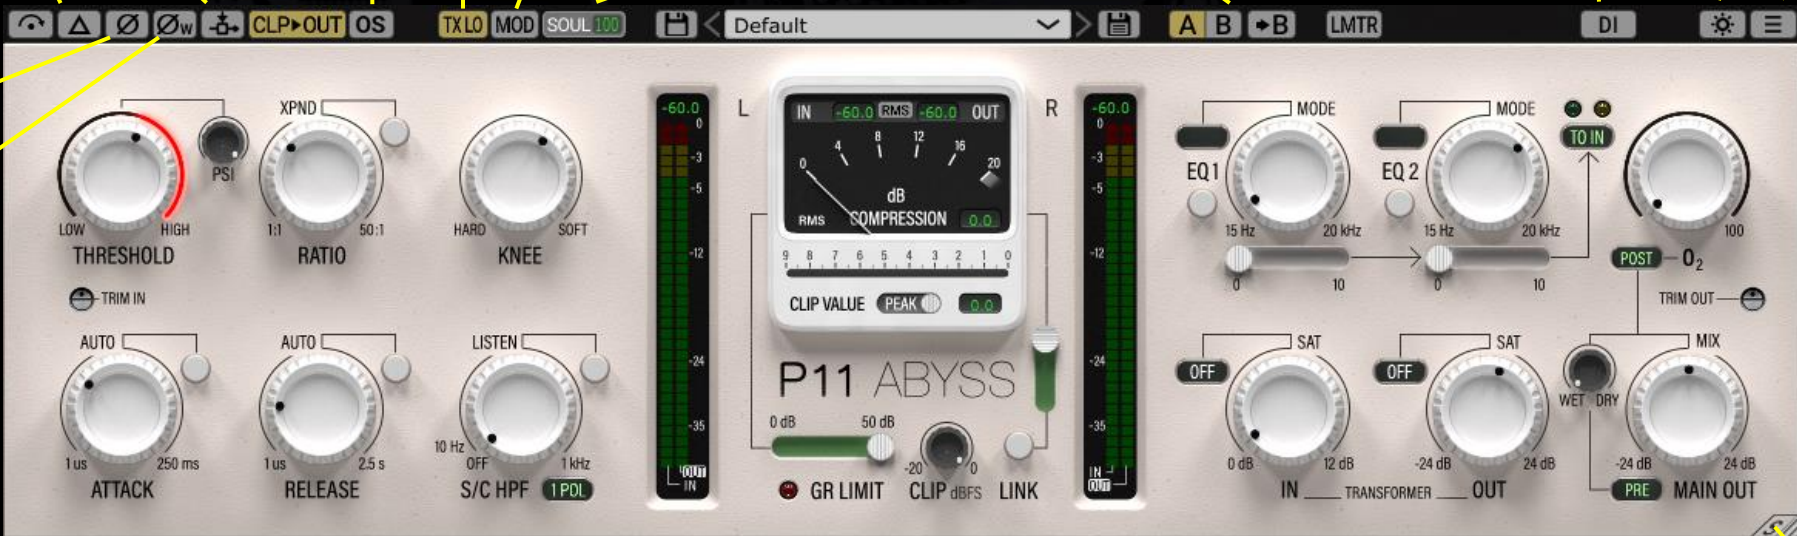 Ø Øw CLP▸OUT OS TX LO MOD SOUL 100 < Default > A B ➜B LMTR DI
L IN -60.0 RMS -60.0 OUT R
-60.0 0 -3 -5 -12 -24 -35 OUT IN
4 8 12 16
0 20
dB
RMS COMPRESSION 0.0
9 8 7 6 5 4 3 2 1 0
CLIP VALUE PEAK 0.0
P11 ABYSS
0 dB 50 dB
-20 0
GR LIMIT CLIP dBFS LINK
-60.0 0 -3 -5 -12 -24 -35 IN OUT
PSI XPND
LOW HIGH 1:1 50:1 HARD SOFT
THRESHOLD RATIO KNEE
TRIM IN
AUTO AUTO LISTEN
10 Hz
1 us 250 ms 1 us 2.5 s OFF 1 kHz
ATTACK RELEASE S/C HPF 1 PDL
MODE MODE TO IN
EQ 1 EQ 2
15 Hz 20 kHz 15 Hz 20 kHz 100
POST O2
0 10 0 10
TRIM OUT
SAT SAT MIX
OFF OFF
WET DRY
0 dB 12 dB -24 dB 24 dB -24 dB 24 dB
IN TRANSFORMER OUT PRE MAIN OUT